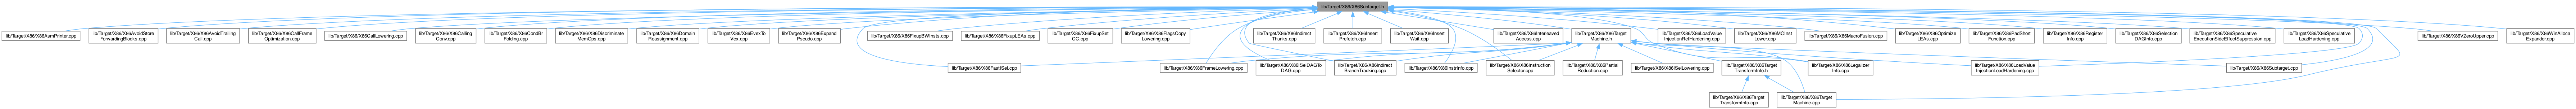 lib/Target/X86/X86Subtarget.h
lib/Target/X86/X86AsmPrinter.cpp
lib/Target/X86/X86AvoidStore
ForwardingBlocks.cpp
lib/Target/X86/X86AvoidTrailing
Call.cpp
lib/Target/X86/X86CallFrame
Optimization.cpp
lib/Target/X86/X86CallLowering.cpp
lib/Target/X86/X86Calling
Conv.cpp
lib/Target/X86/X86CondBr
Folding.cpp
lib/Target/X86/X86Discriminate
MemOps.cpp
lib/Target/X86/X86Domain
Reassignment.cpp
lib/Target/X86/X86EvexTo
Vex.cpp
lib/Target/X86/X86Expand
Pseudo.cpp
lib/Target/X86/X86FixupBWInsts.cpp
lib/Target/X86/X86FixupLEAs.cpp
lib/Target/X86/X86FixupSet
CC.cpp
lib/Target/X86/X86FlagsCopy
Lowering.cpp
lib/Target/X86/X86Indirect
Thunks.cpp
lib/Target/X86/X86Insert
Prefetch.cpp
lib/Target/X86/X86Insert
Wait.cpp
lib/Target/X86/X86Interleaved
Access.cpp
lib/Target/X86/X86Target
Machine.h
lib/Target/X86/X86LoadValue
InjectionRetHardening.cpp
lib/Target/X86/X86MCInst
Lower.cpp
lib/Target/X86/X86MacroFusion.cpp
lib/Target/X86/X86Optimize
LEAs.cpp
lib/Target/X86/X86PadShort
Function.cpp
lib/Target/X86/X86Register
Info.cpp
lib/Target/X86/X86Selection
DAGInfo.cpp
lib/Target/X86/X86Speculative
ExecutionSideEffectSuppression.cpp
lib/Target/X86/X86Speculative
LoadHardening.cpp
lib/Target/X86/X86VZeroUpper.cpp
lib/Target/X86/X86WinAlloca
Expander.cpp
lib/Target/X86/X86FastISel.cpp
lib/Target/X86/X86FrameLowering.cpp
lib/Target/X86/X86ISelDAGTo
DAG.cpp
lib/Target/X86/X86Indirect
BranchTracking.cpp
lib/Target/X86/X86InstrInfo.cpp
lib/Target/X86/X86Instruction
Selector.cpp
lib/Target/X86/X86Partial
Reduction.cpp
lib/Target/X86/X86ISelLowering.cpp
lib/Target/X86/X86Target
TransformInfo.h
lib/Target/X86/X86Legalizer
Info.cpp
lib/Target/X86/X86LoadValue
InjectionLoadHardening.cpp
lib/Target/X86/X86Subtarget.cpp
lib/Target/X86/X86Target
TransformInfo.cpp
lib/Target/X86/X86Target
Machine.cpp